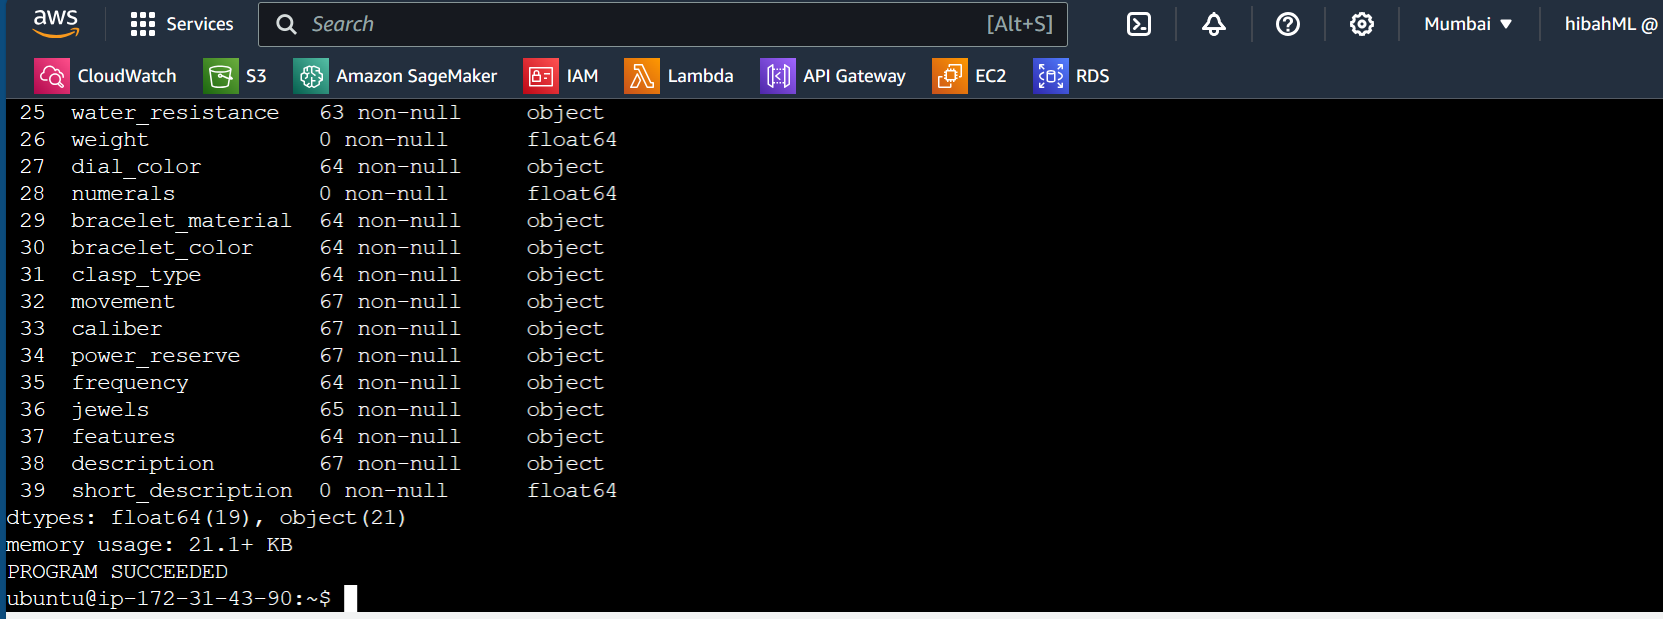 aws Services Search [Alt+S] Mumbai ▼ hibahML @
CloudWatch S3 Amazon SageMaker IAM Lambda API Gateway EC2 RDS
25 water_resistance 63 non-null object
26 weight 0 non-null float64
27 dial_color 64 non-null object
28 numerals 0 non-null float64
29 bracelet_material 64 non-null object
30 bracelet_color 64 non-null object
31 clasp_type 64 non-null object
32 movement 67 non-null object
33 caliber 67 non-null object
34 power_reserve 67 non-null object
35 frequency 64 non-null object
36 jewels 65 non-null object
37 features 64 non-null object
38 description 67 non-null object
39 short_description 0 non-null float64
dtypes: float64(19), object(21)
memory usage: 21.1+ KB
PROGRAM SUCCEEDED
ubuntu@ip-172-31-43-90:~$